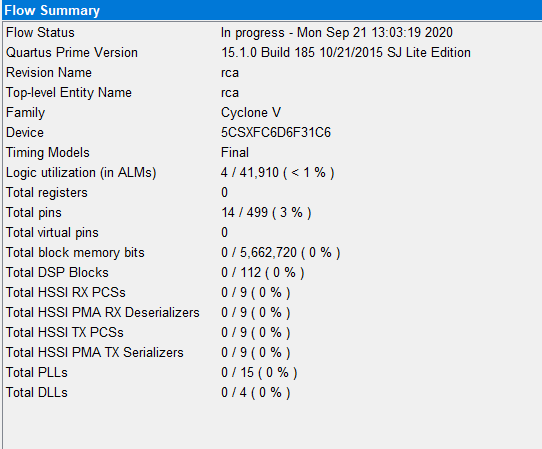 Flow Summary
Flow Status In progress - Mon Sep 21 13:03:19 2020
Quartus Prime Version 15.1.0 Build 185 10/21/2015 SJ Lite Edition
Revision Name rca
Top-level Entity Name rca
Family Cyclone V
Device 5CSXFC6D6F31C6
Timing Models Final
Logic utilization (in ALMs) 4 / 41,910 ( < 1 % )
Total registers 0
Total pins 14 / 499 ( 3 % )
Total virtual pins 0
Total block memory bits 0 / 5,662,720 ( 0 % )
Total DSP Blocks 0 / 112 ( 0 % )
Total HSSI RX PCSs 0 / 9 ( 0 % )
Total HSSI PMA RX Deserializers 0 / 9 ( 0 % )
Total HSSI TX PCSs 0 / 9 ( 0 % )
Total HSSI PMA TX Serializers 0 / 9 ( 0 % )
Total PLLs 0 / 15 ( 0 % )
Total DLLs 0 / 4 ( 0 % )